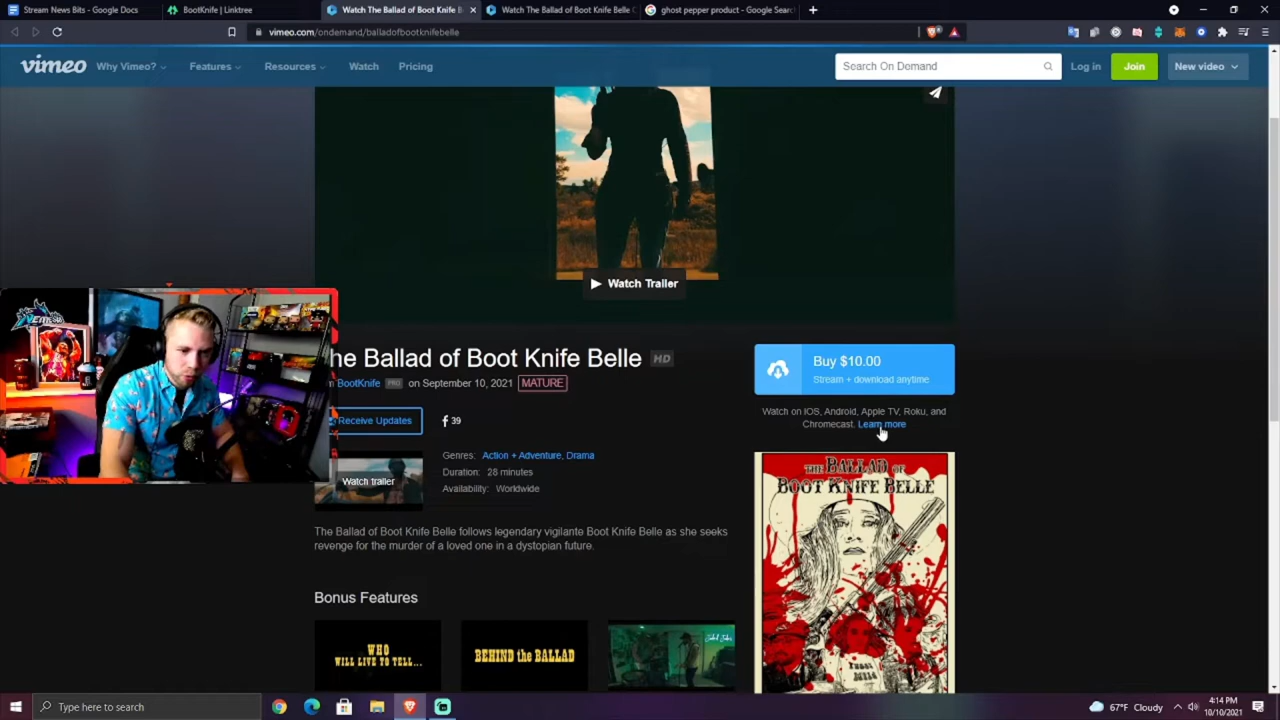 Stream News Bits - Google Docs
BootKnife | Linktree
Watch The Ballad of Boot Knife B
Watch The Ballad of Boot Knife Belle
ghost pepper product - Google Searc
vimeo.com/ondemand/balladofbootknifebelle
vimeo
Why Vimeo?
Features
Resources
Watch
Pricing
Search On Demand
Log in
Join
New video
Watch Trailer
he Ballad of Boot Knife Belle HD
BootKnife PRO on September 10, 2021 MATURE
Receive Updates
39
Watch trailer
Genres: Action + Adventure, Drama
Duration: 28 minutes
Availability: Worldwide
The Ballad of Boot Knife Belle follows legendary vigilante Boot Knife Belle as she seeks
revenge for the murder of a loved one in a dystopian future.
Bonus Features
WHO
WILL LIVE TO TELL...
BEHIND the BALLAD
Buy $10.00
Stream + download anytime
Watch on iOS, Android, Apple TV, Roku, and
Chromecast. Learn more
THE BALLAD OF
BOOT KNIFE BELLE
Type here to search
67°F Cloudy
4:14 PM
10/10/2021